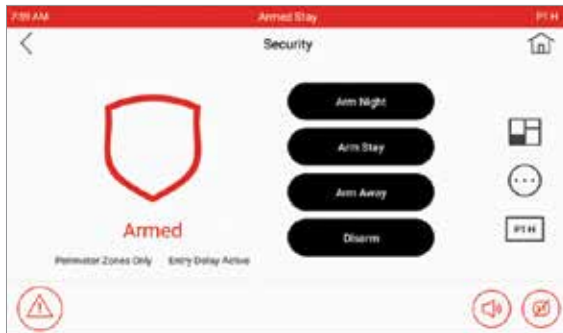 7:59 AM Armed Stay P1 H
Security
Arm Night
Arm Stay
Arm Away
Disarm
P1 H
Armed
Perimeter Zones Only Entry Delay Active